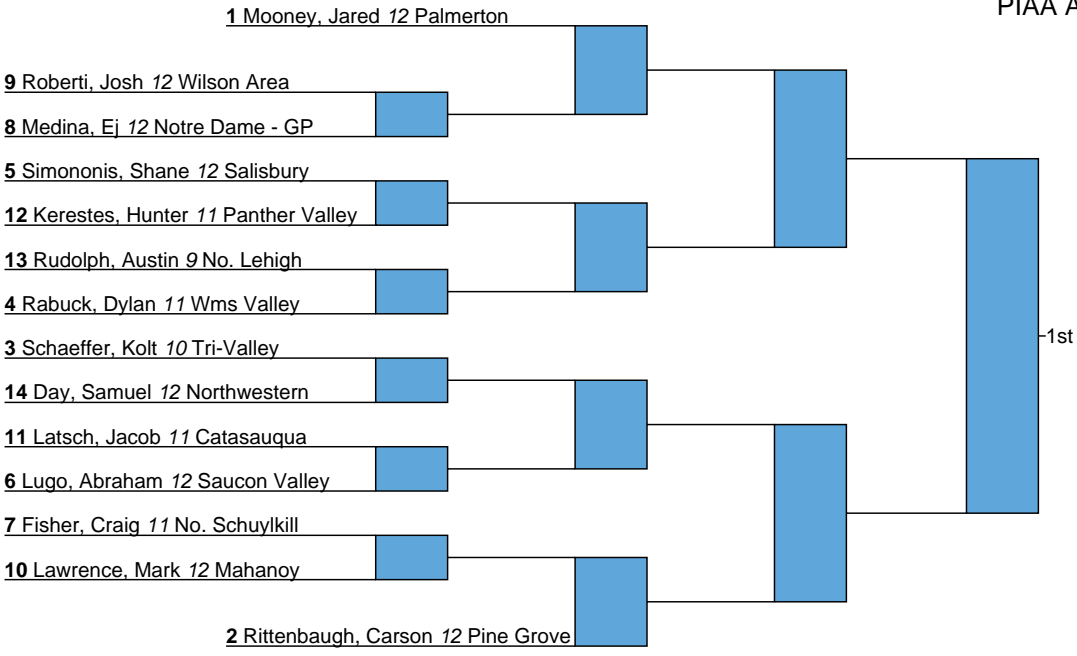 PIAA A
1 Mooney, Jared 12 Palmerton
9 Roberti, Josh 12 Wilson Area
8 Medina, Ej 12 Notre Dame - GP
5 Simononis, Shane 12 Salisbury
12 Kerestes, Hunter 11 Panther Valley
13 Rudolph, Austin 9 No. Lehigh
4 Rabuck, Dylan 11 Wms Valley
1st
3 Schaeffer, Kolt 10 Tri-Valley
14 Day, Samuel 12 Northwestern
11 Latsch, Jacob 11 Catasauqua
6 Lugo, Abraham 12 Saucon Valley
7 Fisher, Craig 11 No. Schuylkill
10 Lawrence, Mark 12 Mahanoy
2 Rittenbaugh, Carson 12 Pine Grove